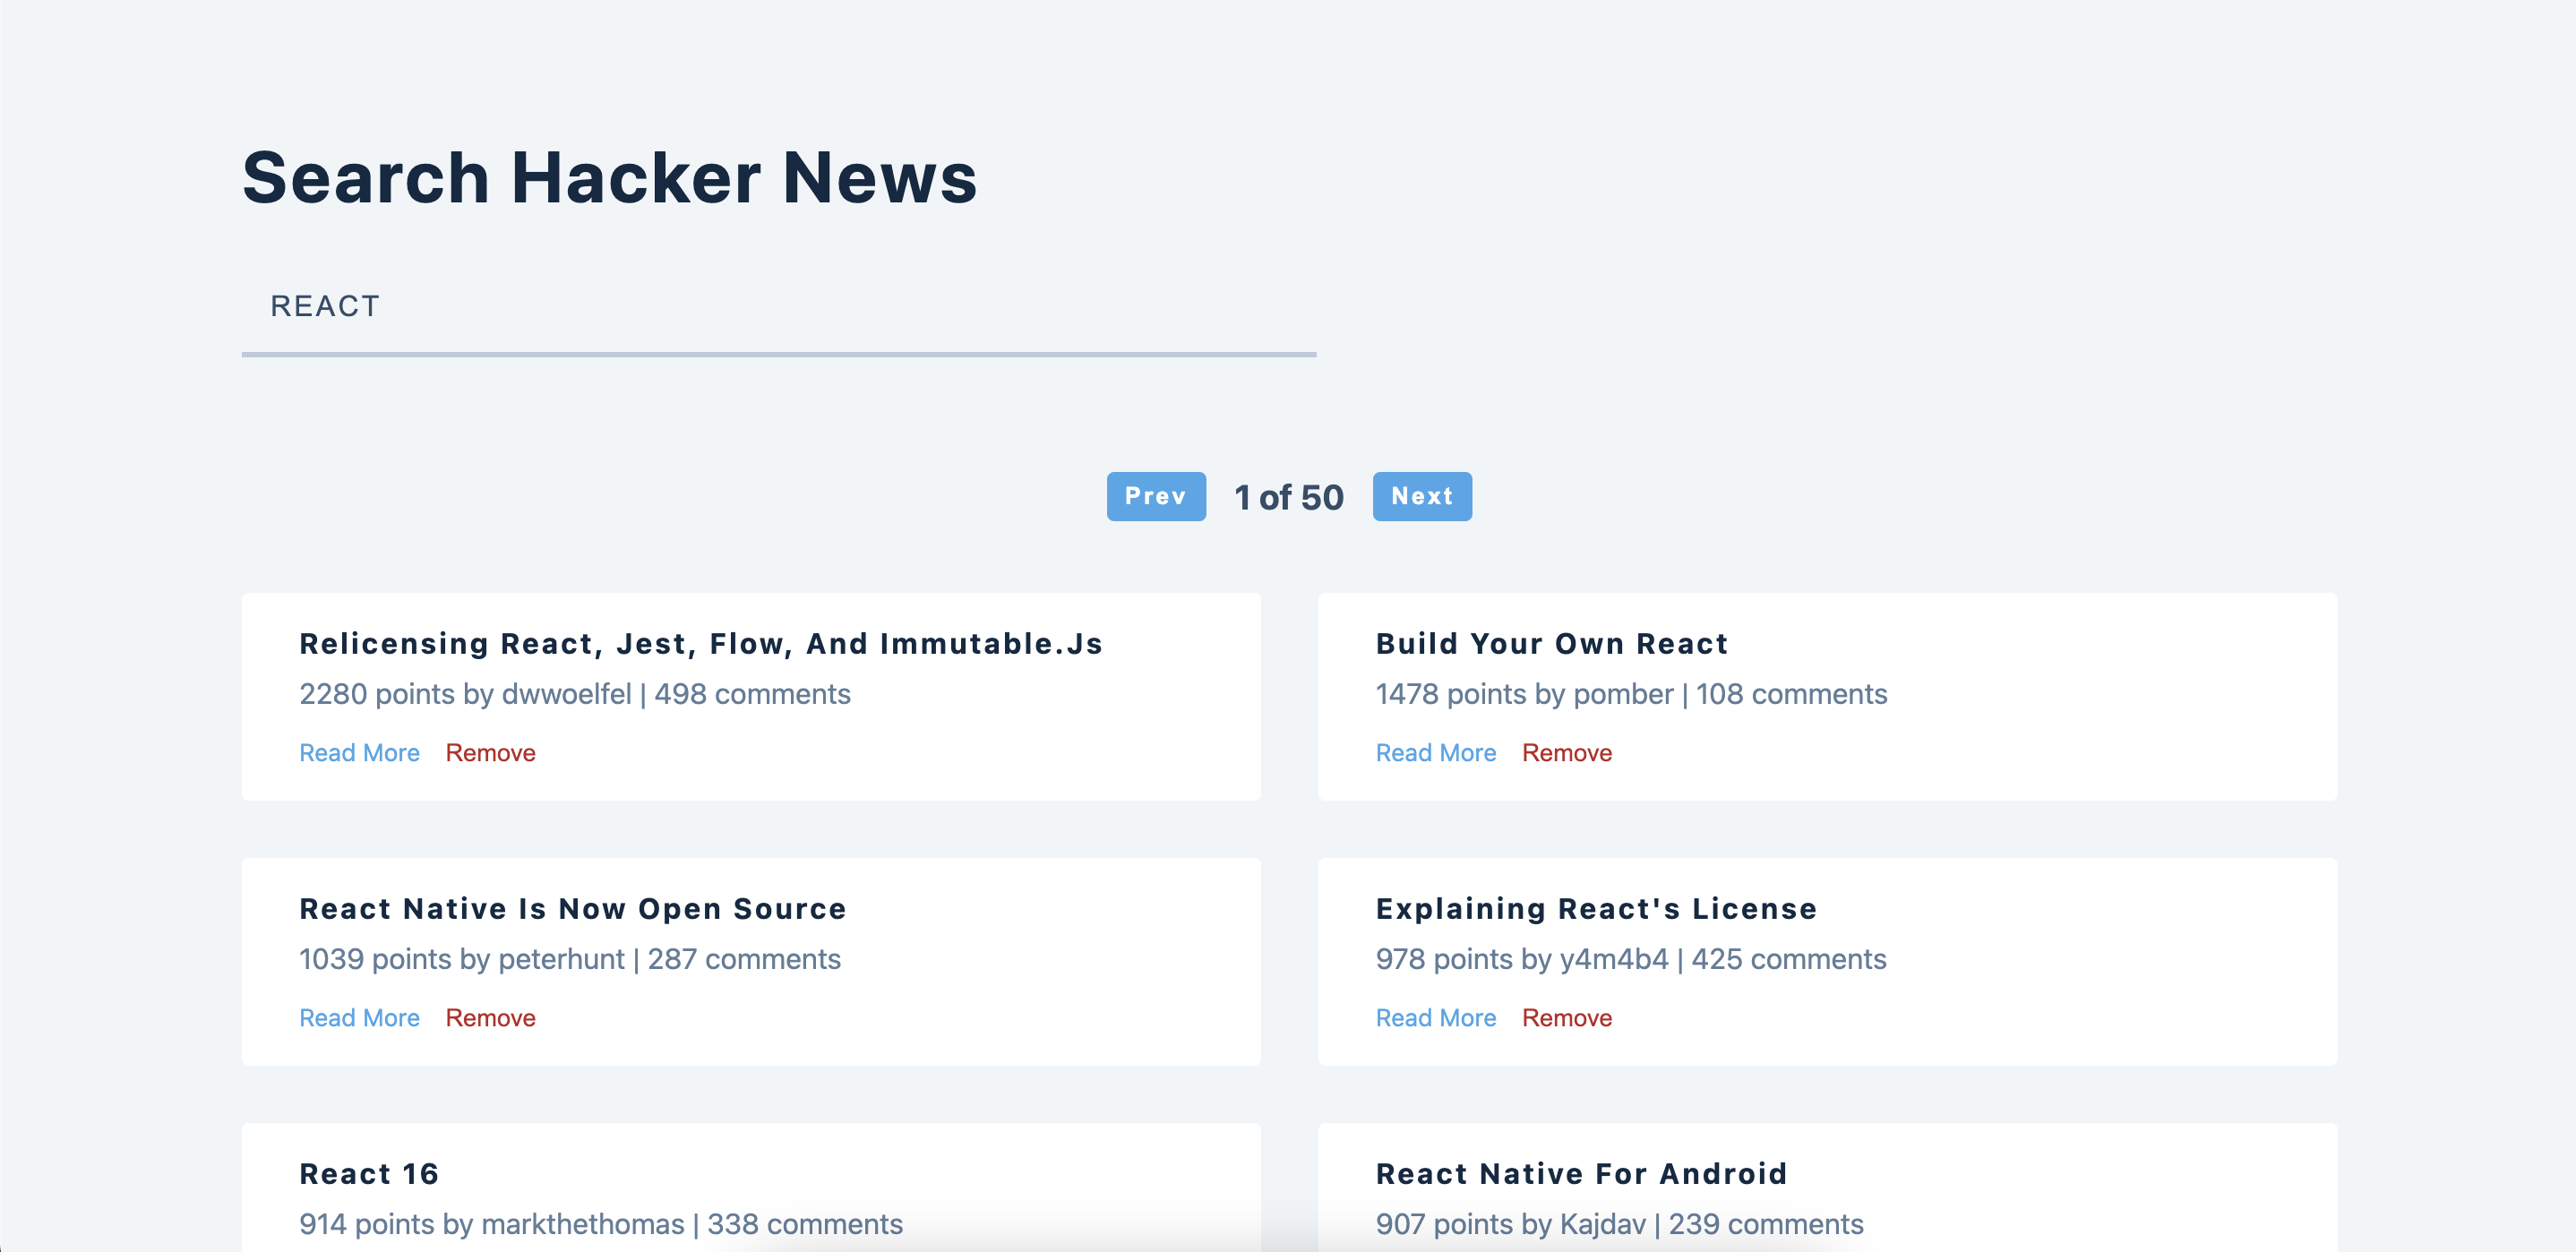 Search Hacker News
REACT
Prev 1 of 50 Next
Relicensing React, Jest, Flow, And Immutable.Js
2280 points by dwwoelfel | 498 comments
Read More Remove
Build Your Own React
1478 points by pomber | 108 comments
Read More Remove
React Native Is Now Open Source
1039 points by peterhunt | 287 comments
Read More Remove
Explaining React's License
978 points by y4m4b4 | 425 comments
Read More Remove
React 16
914 points by markthethomas | 338 comments
React Native For Android
907 points by Kajdav | 239 comments